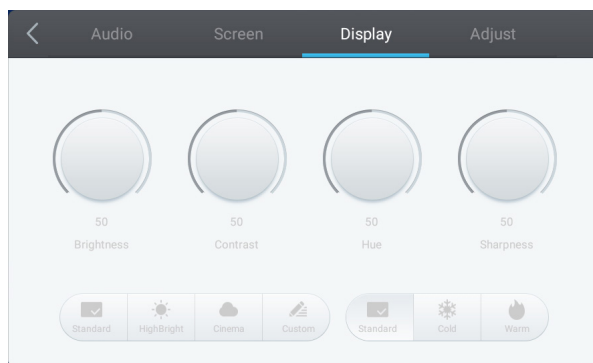 Audio Screen Display Adjust
50 50 50 50
Brightness Contrast Hue Sharpness
Standard HighBright Cinema Custom Standard Cold Warm